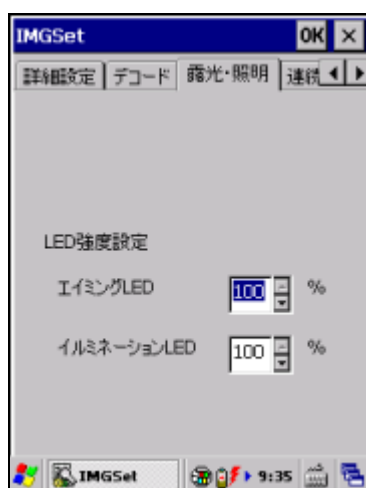 IMGSet OK ×
詳細設定 デコード 露光・照明 連続
LED強度設定
エイミングLED 100 %
イルミネーションLED 100 %
IMGSet 9:35